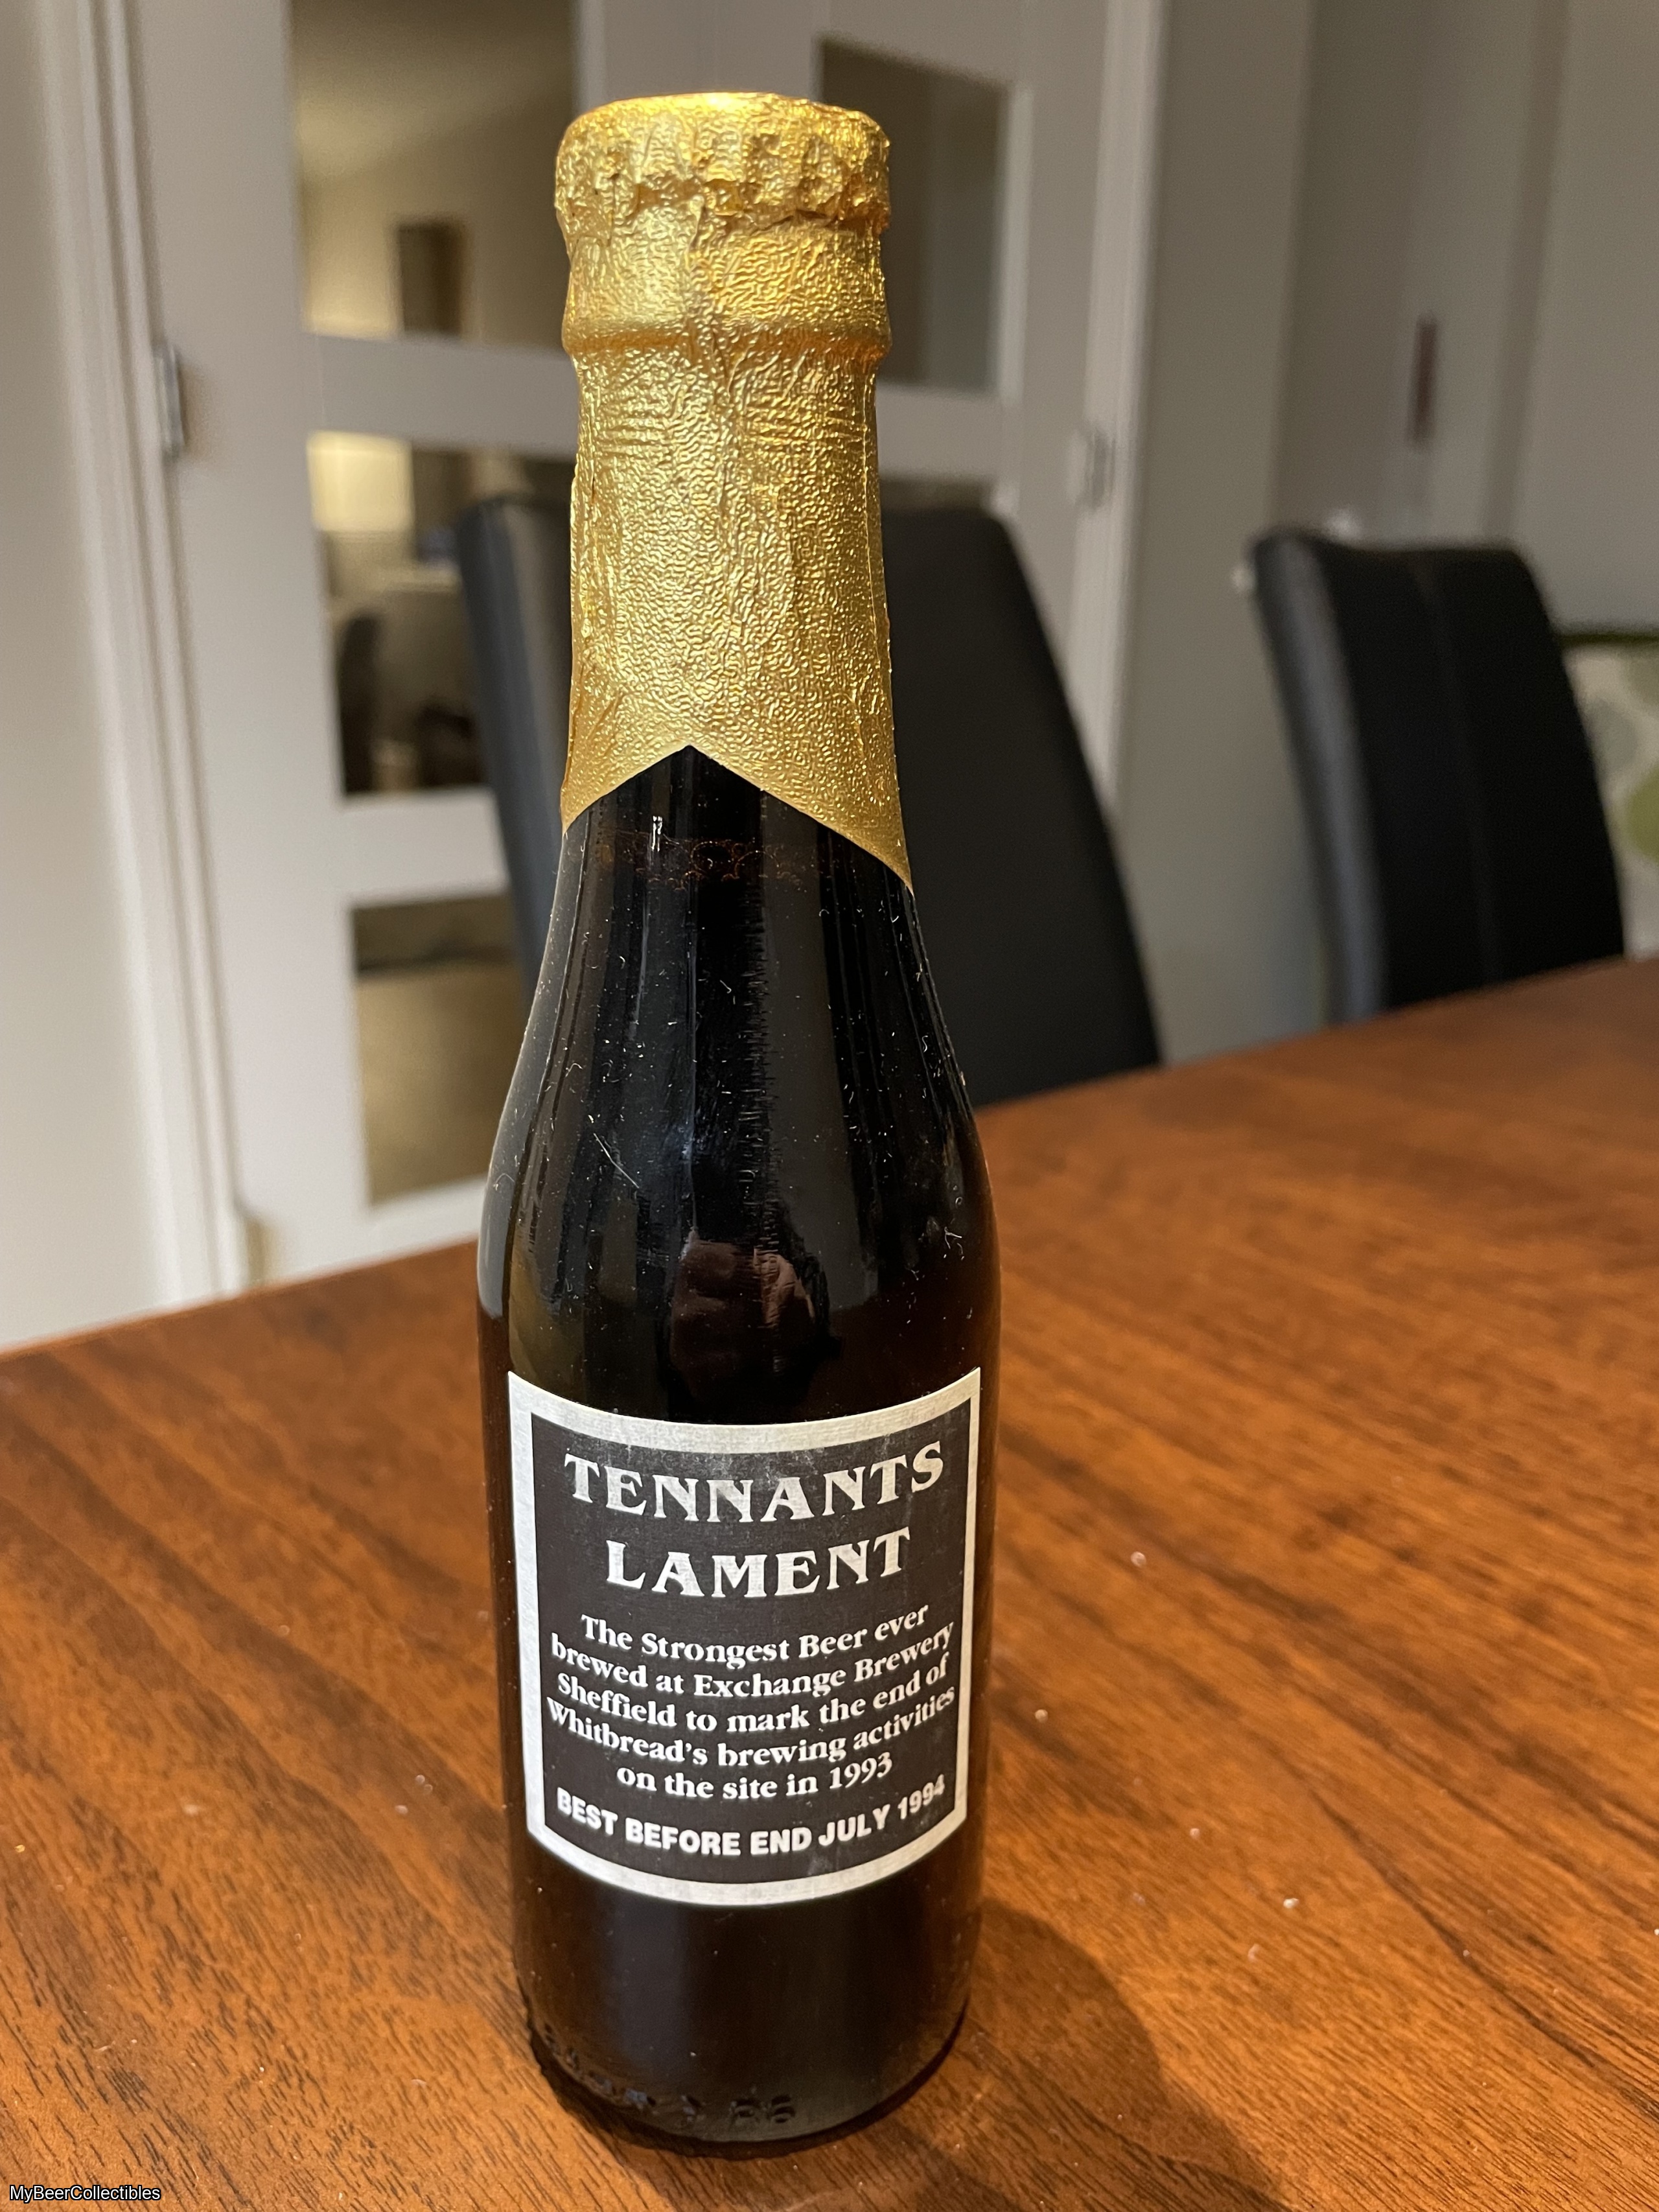 TENNANTS
LAMENT
The Strongest Beer ever
brewed at Exchange Brewery
Sheffield to mark the end of
Whitbread's brewing activities
on the site in 1993
BEST BEFORE END JULY 1994
MyBeerCollectibles